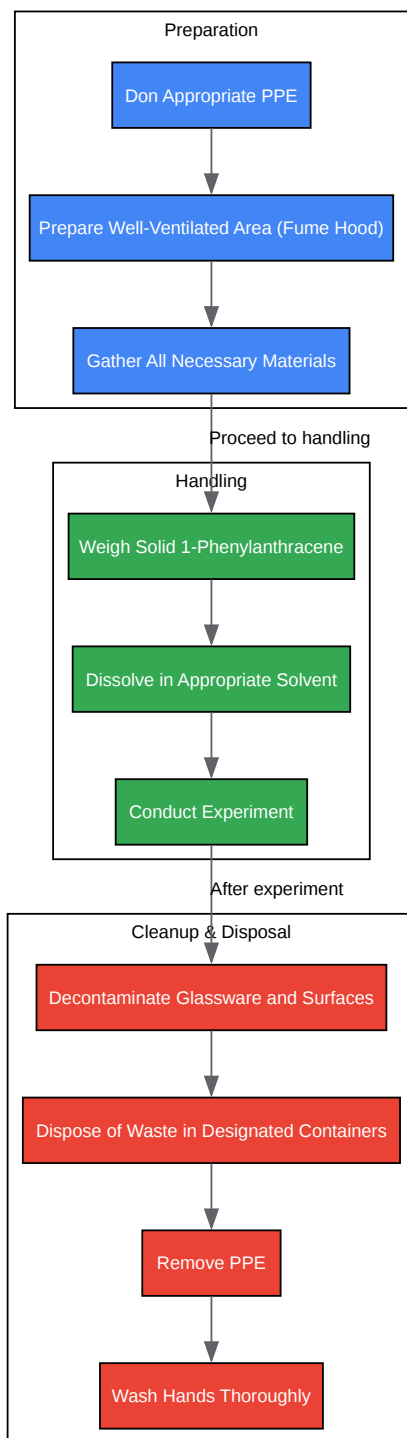 Preparation
Don Appropriate PPE
Prepare Well-Ventilated Area (Fume Hood)
Gather All Necessary Materials
Proceed to handling
Handling
Weigh Solid 1-Phenylanthracene
Dissolve in Appropriate Solvent
Conduct Experiment
After experiment
Cleanup & Disposal
Decontaminate Glassware and Surfaces
Dispose of Waste in Designated Containers
Remove PPE
Wash Hands Thoroughly